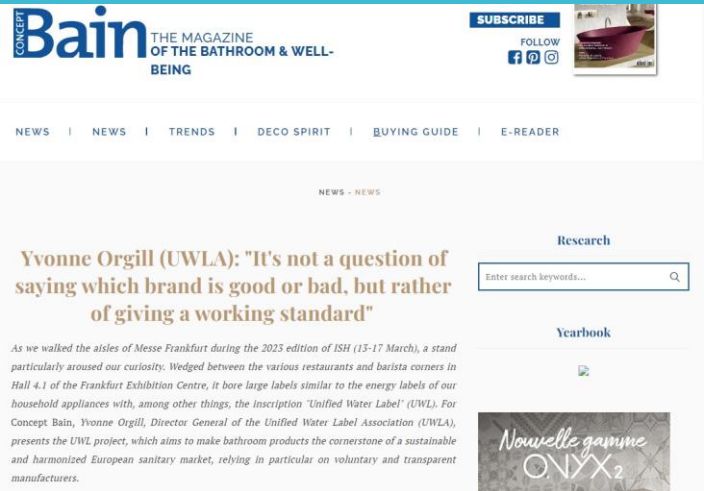 CONCEPT
Bain
THE MAGAZINE
OF THE BATHROOM & WELL-
BEING
SUBSCRIBE
FOLLOW
NEWS | NEWS | TRENDS | DECO SPIRIT | BUYING GUIDE | E-READER
NEWS - NEWS
Yvonne Orgill (UWLA): "It's not a question of
saying which brand is good or bad, but rather
of giving a working standard"
As we walked the aisles of Messe Frankfurt during the 2023 edition of ISH (13-17 March), a stand
particularly aroused our curiosity. Wedged between the various restaurants and barista corners in
Hall 4.1 of the Frankfurt Exhibition Centre, it bore large labels similar to the energy labels of our
household appliances with, among other things, the inscription "Unified Water Label" (UWL). For
Concept Bain, Yvonne Orgill, Director General of the Unified Water Label Association (UWLA),
presents the UWL project, which aims to make bathroom products the cornerstone of a sustainable
and harmonized European sanitary market, relying in particular on voluntary and transparent
manufacturers.
Research
Enter search keywords...
Yearbook
Nouvelle gamme
O.NYX2